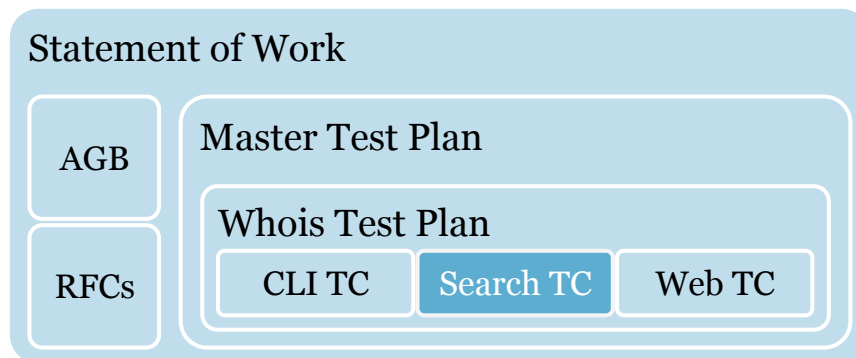 Statement of Work
AGB
Master Test Plan
Whois Test Plan
RFCs
CLI TC
Search TC
Web TC